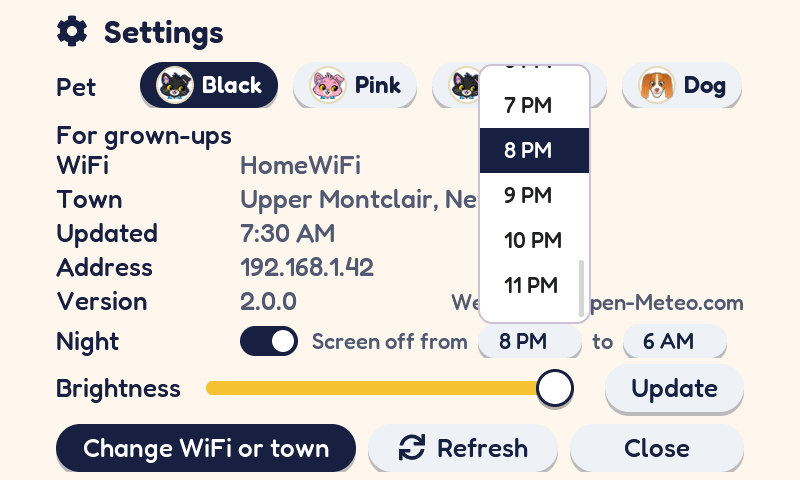 Settings
Pet Black Pink Dog
For grown-ups
WiFi HomeWiFi
Town Upper Montclair,
Updated 7:30 AM
Address 192.168.1.42
Version 2.0.0 pen-Meteo.com
Night Screen off from 8 PM to 6 AM
7 PM
8 PM
9 PM
10 PM
11 PM
Brightness Update
Change WiFi or town Refresh Close